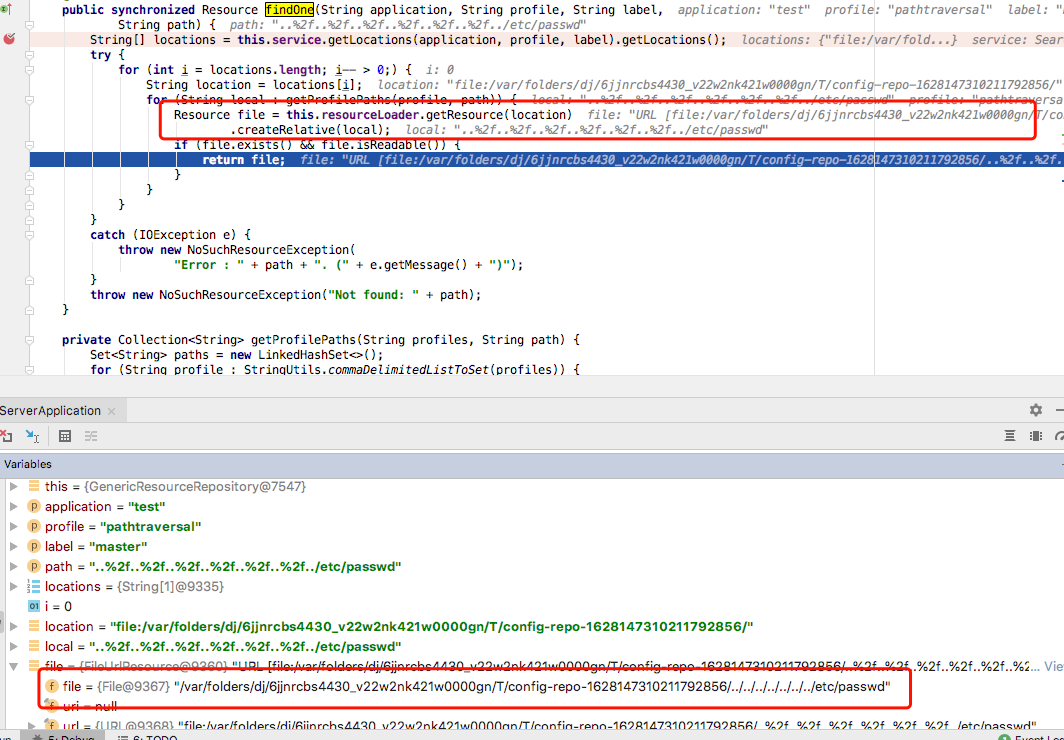 public synchronized Resource findOne(String application, String profile, String label, application: "test" profile: "pathtraversal" label: "
String path) { path: "..%2f..%2f..%2f..%2f..%2f..%2f../etc/passwd"
String[] locations = this.service.getLocations(application, profile, label).getLocations(); locations: {"file:/var/fold...} service: Sear
try {
for (int i = locations.length; i-- > 0;) { i: 0
String location = locations[i]; location: "file:/var/folders/dj/6jjnrcbs4430_v22w2nk421w0000gn/T/config-repo-1628147310211792856/"
for (String local : getProfilePaths(profile, path)) { local: "..%2f..%2f..%2f..%2f..%2f..%2f../etc/passwd" profile: "pathtraversa
Resource file = this.resourceLoader.getResource(location) file: "URL [file:/var/folders/dj/6jjnrcbs4430_v22w2nk421w0000gn/T/co
.createRelative(local); local: "..%2f..%2f..%2f..%2f..%2f..%2f../etc/passwd"
if (file.exists() && file.isReadable()) {
return file; file: "URL [file:/var/folders/dj/6jjnrcbs4430_v22w2nk421w0000gn/T/config-repo-1628147310211792856/..%2f..%2f.
}
}
}
}
catch (IOException e) {
throw new NoSuchResourceException(
"Error : " + path + ". (" + e.getMessage() + ")");
}
throw new NoSuchResourceException("Not found: " + path);
}
private Collection<String> getProfilePaths(String profiles, String path) {
Set<String> paths = new LinkedHashSet<>();
for (String profile : StringUtils.commaDelimitedListToSet(profiles)) {
ServerApplication ×
Variables
this = {GenericResourceRepository@7547}
application = "test"
profile = "pathtraversal"
label = "master"
path = "..%2f..%2f..%2f..%2f..%2f..%2f../etc/passwd"
locations = {String[1]@9335}
i = 0
location = "file:/var/folders/dj/6jjnrcbs4430_v22w2nk421w0000gn/T/config-repo-1628147310211792856/"
local = "..%2f..%2f..%2f..%2f..%2f..%2f../etc/passwd"
file = {FileUrlResource@9360} "URL [file:/var/folders/dj/6jjnrcbs4430_v22w2nk421w0000gn/T/config-repo-1628147310211792856/..%2f..%2f..%2f..%2f..%2f..%2... View
file = {File@9367} "/var/folders/dj/6jjnrcbs4430_v22w2nk421w0000gn/T/config-repo-1628147310211792856/../../../../../../../etc/passwd"
uri = null
url = {URL@9368} "file:/var/folders/dj/6jjnrcbs4430_v22w2nk421w0000gn/T/config-repo-1628147310211792856/..%2f..%2f..%2f..%2f..%2f..%2f../etc/passwd"
5: Debug 6: TODO Event Lo